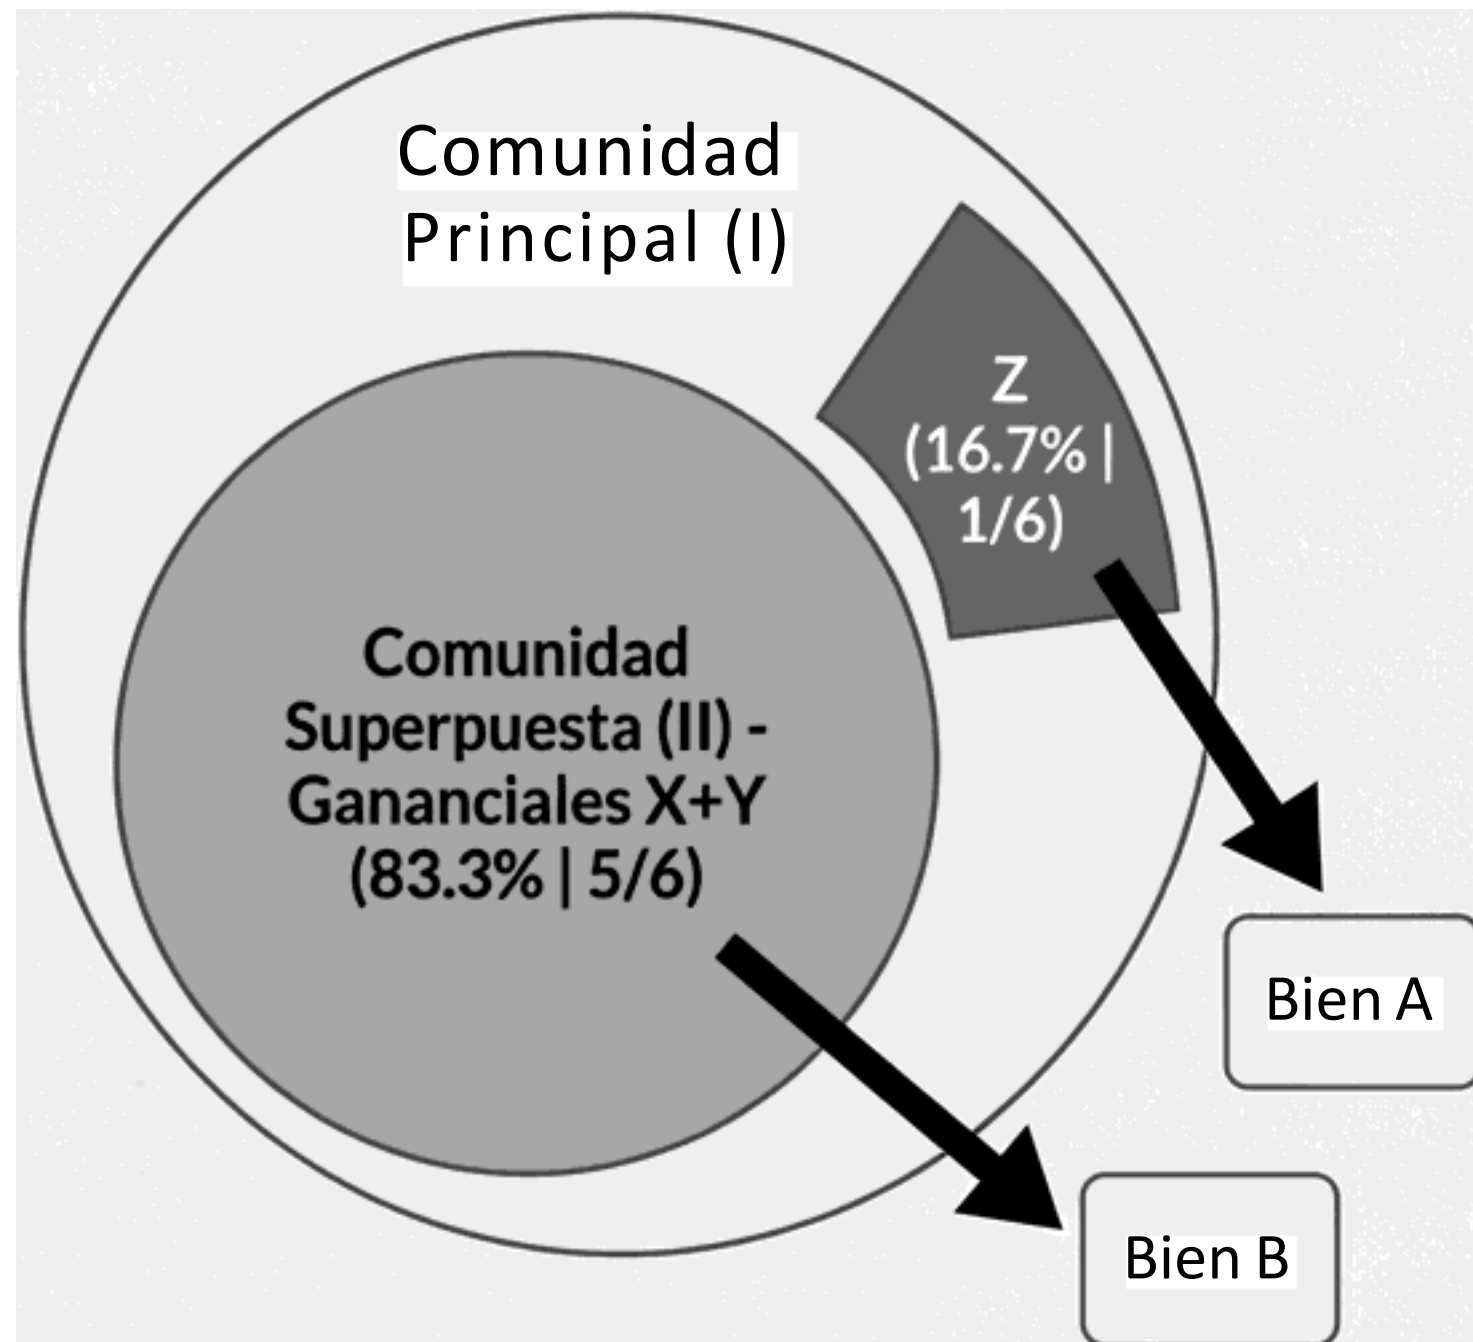 Comunidad
Principal (I)
Z
(16.7% |
1/6)
Comunidad
Superpuesta (II) -
Gananciales X+Y
(83.3% | 5/6)
Bien A
Bien B